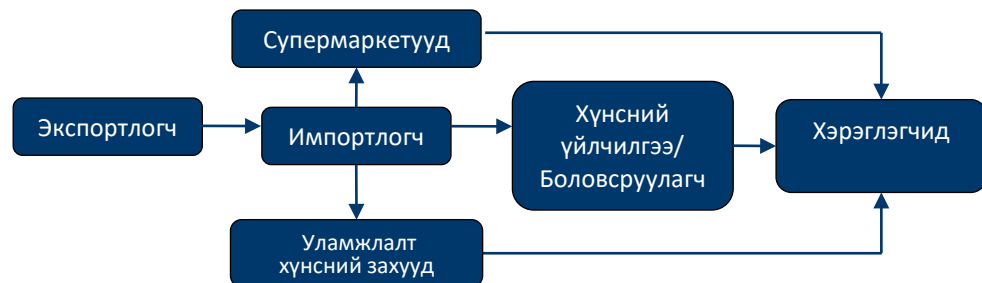 Супермаркетууд
Экспортлогч
Импортлогч
Хүнсний
үйлчилгээ/
Боловсруулагч
Хэрэглэгчид
Уламжлалт
хүнсний захууд